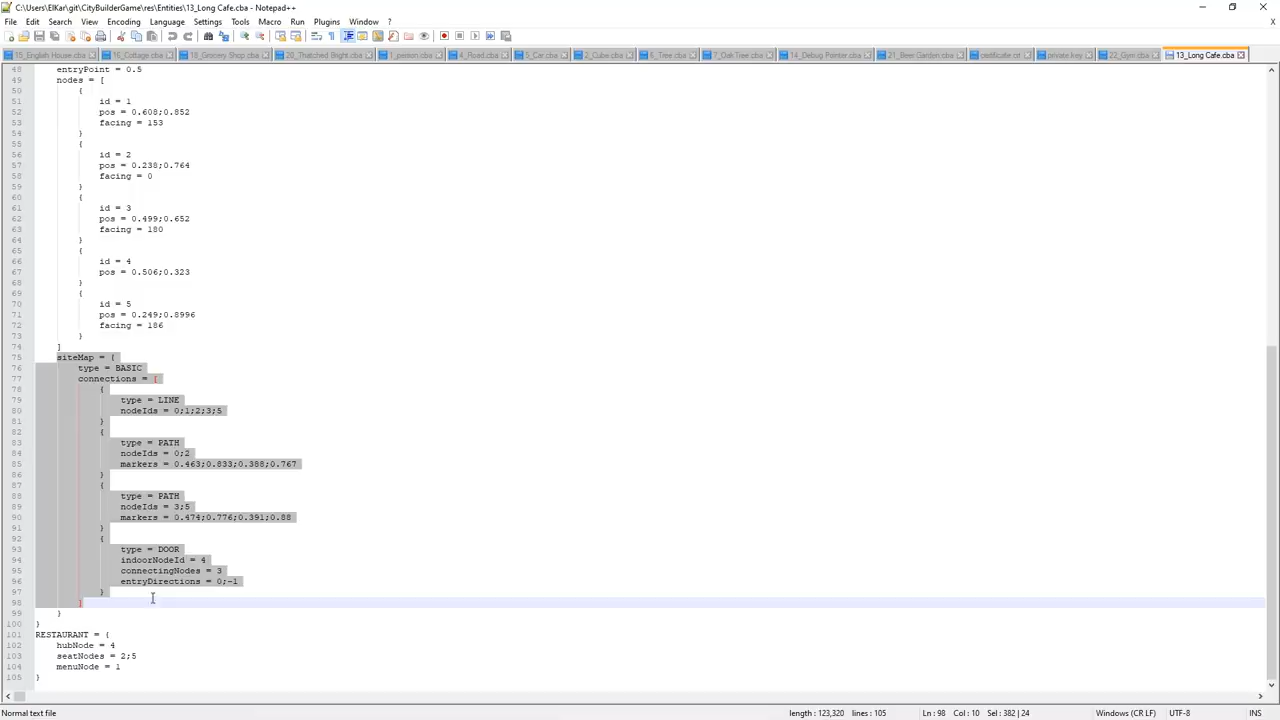 C:\Users\ElKar\git\CityBuilderGame\res\Entities\13_Long Cafe.cba - Notepad++
File Edit Search View Encoding Language Settings Tools Macro Run Plugins Window ? X
15_English House.cba 16_Cottage.cba 18_Grocery Shop.cba 20_Thatched Bight.cba 1_person.cba 4_Road.cba 5_Car.cba 2_Cube.cba 6_Tree.cba 7_OakTree.cba 14_Debug Pointer.cba 21_Beer Garden.cba certificate.crt private.key 22_Gym.cba 13_Long Cafe.cba
48 entryPoint = 0.5
49 nodes = [
50 {
51 id = 1
52 pos = 0.608;0.852
53 facing = 153
54 }
55 {
56 id = 2
57 pos = 0.238;0.764
58 facing = 0
59 }
60 {
61 id = 3
62 pos = 0.499;0.652
63 facing = 180
64 }
65 {
66 id = 4
67 pos = 0.506;0.323
68 }
69 {
70 id = 5
71 pos = 0.249;0.8996
72 facing = 186
73 }
74 ]
75 siteMap = {
76 type = BASIC
77 connections = [
78 {
79 type = LINE
80 nodeIds = 0;1;2;3;5
81 }
82 {
83 type = PATH
84 nodeIds = 0;2
85 markers = 0.463;0.833;0.388;0.767
86 }
87 {
88 type = PATH
89 nodeIds = 3;5
90 markers = 0.474;0.776;0.391;0.88
91 }
92 {
93 type = DOOR
94 indoorNodeId = 4
95 connectingNodes = 3
96 entryDirections = 0;-1
97 }
98 ]
99 }
100 }
101 RESTAURANT = {
102 hubNode = 4
103 seatNodes = 2;5
104 menuNode = 1
105 }
Normal text file length : 123,320 lines : 105 Ln : 98 Col : 10 Sel : 382 | 24 Windows (CR LF) UTF-8 INS